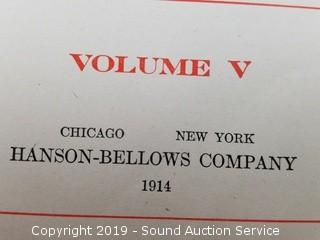 VOLUME V
CHICAGO NEW YORK
HANSON-BELLOWS COMPANY
1914
Copyright 2019 - Sound Auction Service